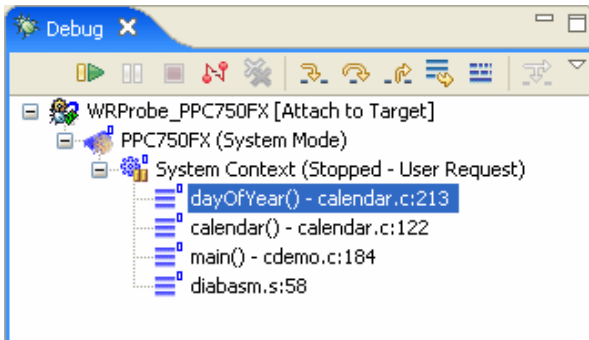 Debug
WRProbe_PPC750FX [Attach to Target]
PPC750FX (System Mode)
System Context (Stopped - User Request)
dayOfYear() - calendar.c:213
calendar() - calendar.c:122
main() - cdemo.c:184
diabasm.s:58